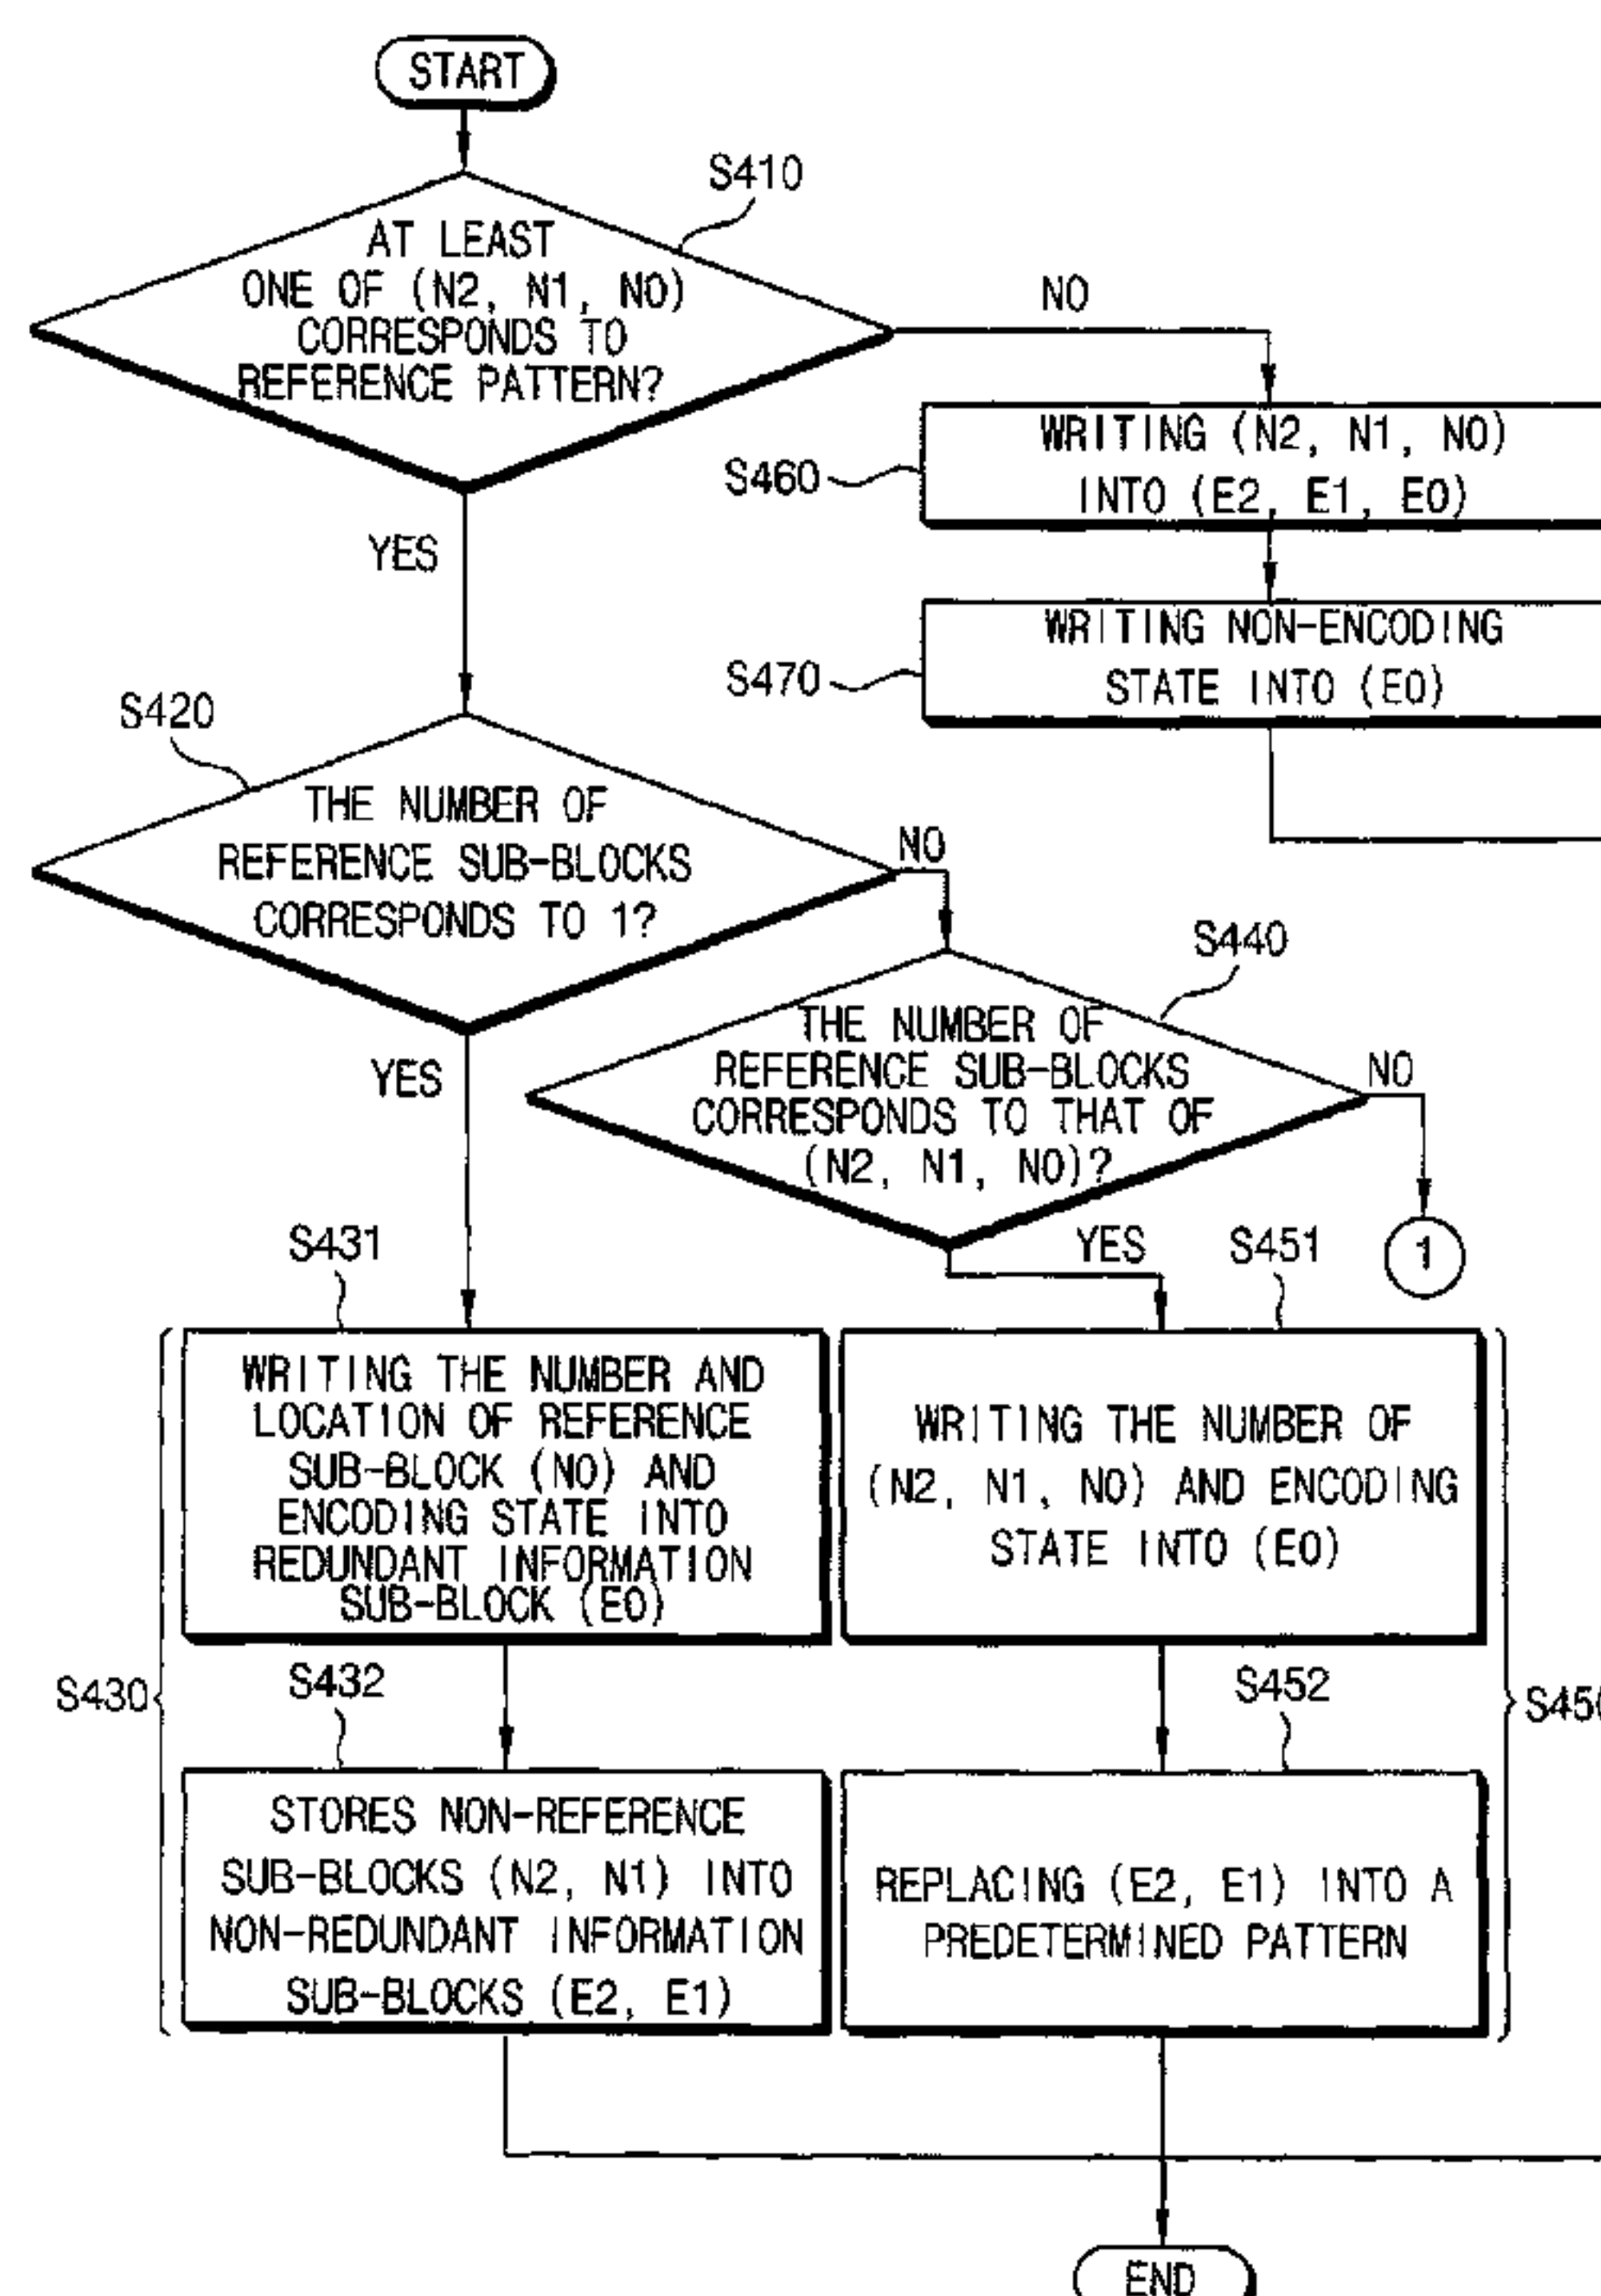 START
S410
AT LEAST
ONE OF (N2, N1, N0)
CORRESPONDS TO
REFERENCE PATTERN?
NO
WRITING (N2, N1, N0)
INTO (E2, E1, E0)
S460
YES
WRITING NON-ENCODING
STATE INTO (E0)
S470
S420
THE NUMBER OF
REFERENCE SUB-BLOCKS
CORRESPONDS TO 1?
NO
S440
THE NUMBER OF
REFERENCE SUB-BLOCKS
CORRESPONDS TO THAT OF
(N2, N1, N0)?
NO
YES
1
YES
S431
S451
WRITING THE NUMBER AND
LOCATION OF REFERENCE
SUB-BLOCK (N0) AND
ENCODING STATE INTO
REDUNDANT INFORMATION
SUB-BLOCK (E0)
WRITING THE NUMBER OF
(N2, N1, N0) AND ENCODING
STATE INTO (E0)
S430
S432
S452
STORES NON-REFERENCE
SUB-BLOCKS (N2, N1) INTO
NON-REDUNDANT INFORMATION
SUB-BLOCKS (E2, E1)
REPLACING (E2, E1) INTO A
PREDETERMINED PATTERN
END